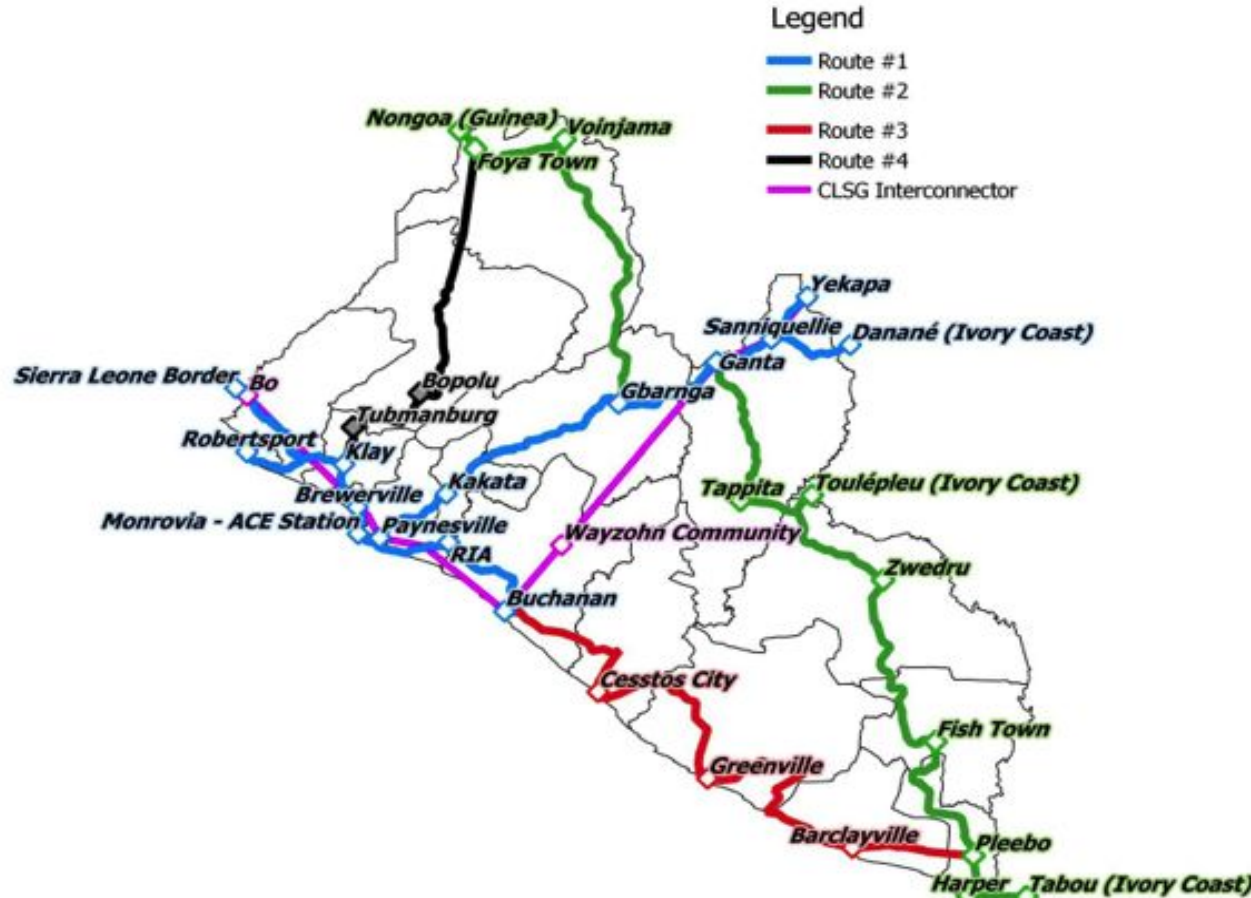 Legend
Route #1
Route #2
Route #3
Route #4
CLSG Interconnector
Nongoa (Guinea)
Voinjama
Foya Town
Yekapa
Sanniquellie
Danané (Ivory Coast)
Ganta
Sierra Leone Border
Bo
Bopolu
Gbarnga
Tubmanburg
Robertsport
Klay
Kakata
Brewerville
Tappita
Toulépleu (Ivory Coast)
Monrovia - ACE Station
Paynesville
Wayzohn Community
RIA
Zwedru
Buchanan
Cesstos City
Fish Town
Greenville
Barclayville
Pleebo
Harper
Tabou (Ivory Coast)